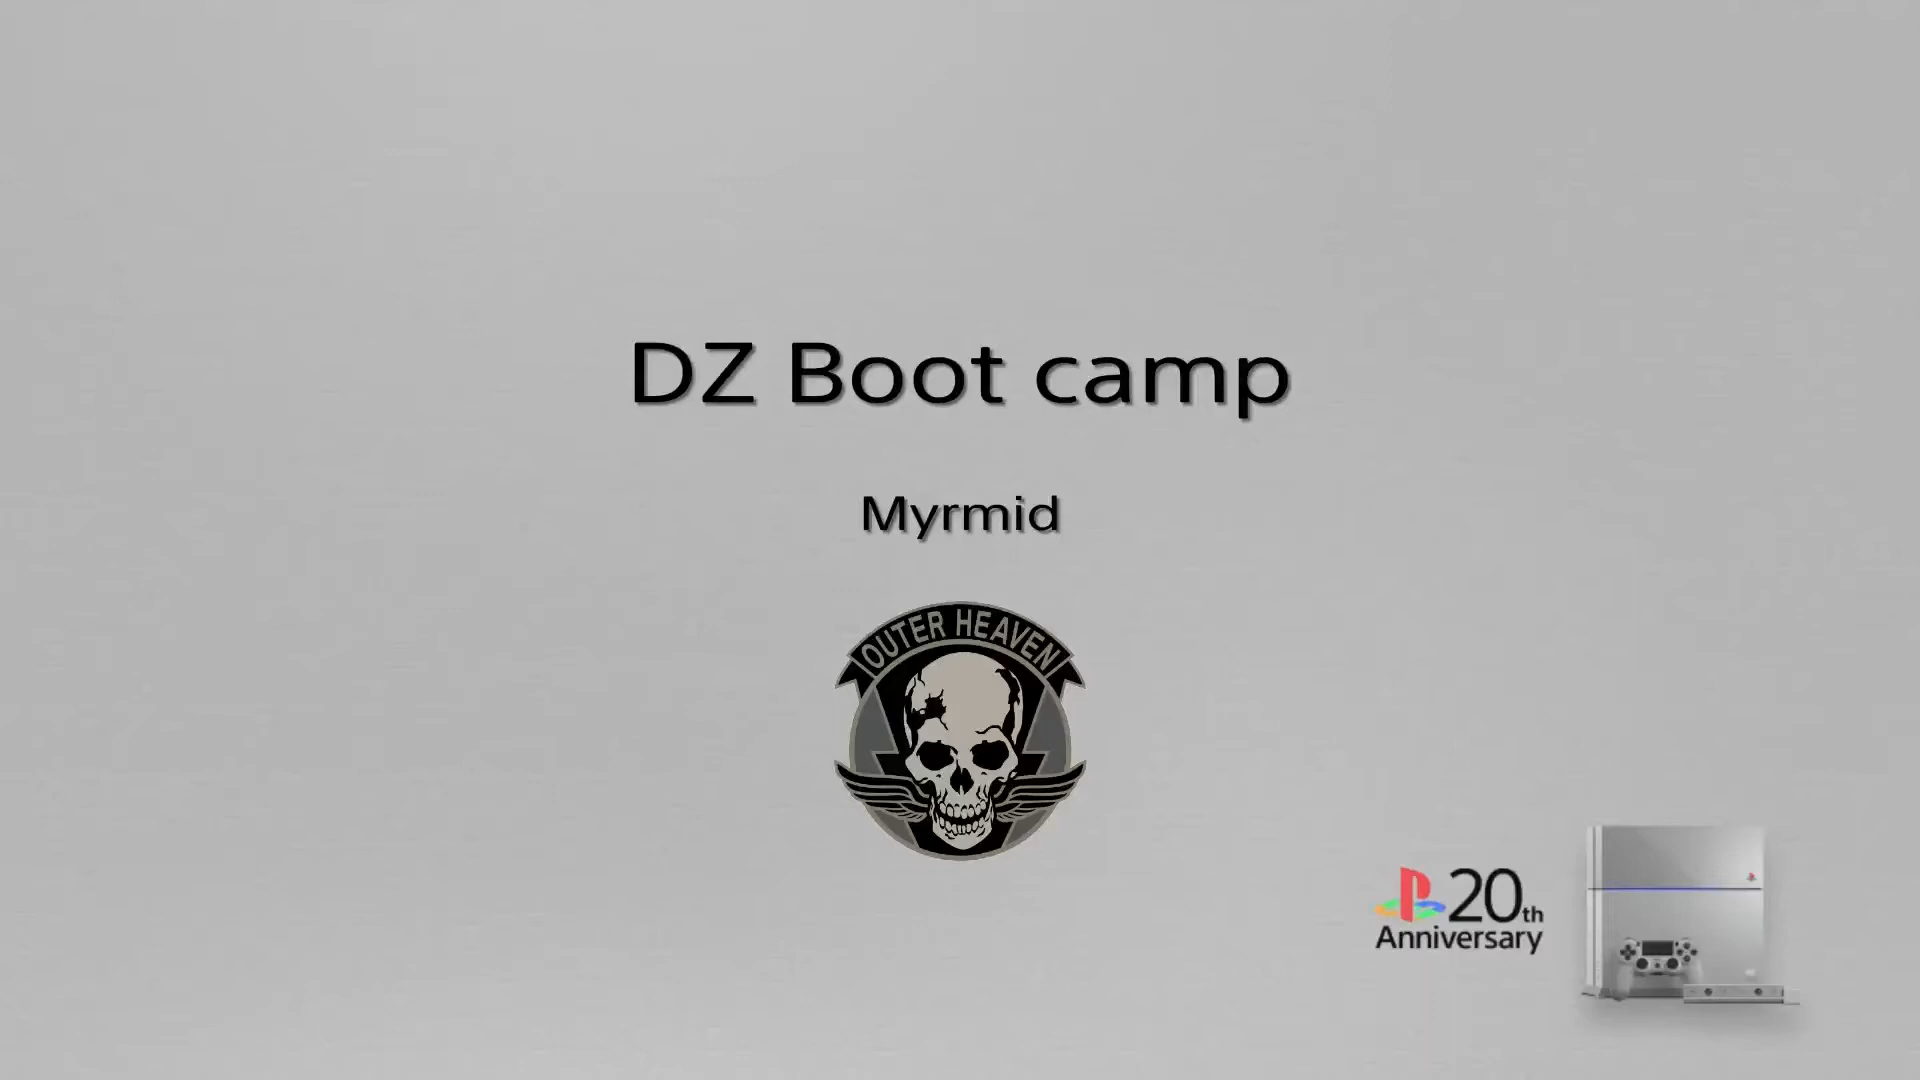 DZ Boot camp
Myrmid
OUTER HEAVEN
20th
Anniversary